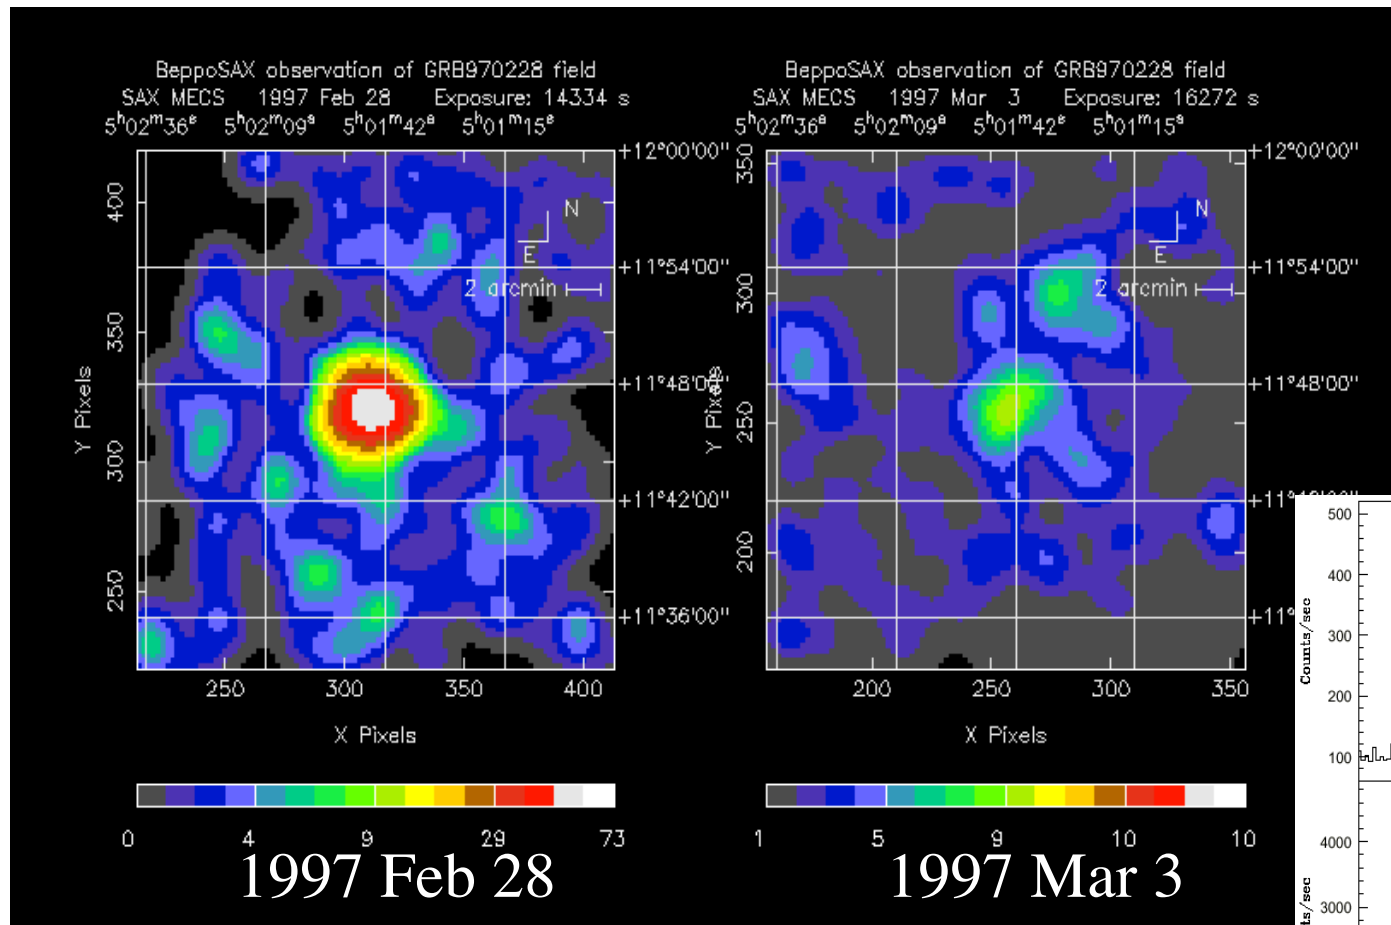 BeppoSAX observation of GRB970228 field
SAX MECS 1997 Feb 28 Exposure: 14334 s
5h02m36s 5h02m09s 5h01m42s 5h01m15s
+12°00'00"
+11°54'00"
+11°48'00"
+11°42'00"
+11°36'00"
N
E
2 arcmin
400
350
300
250
Y Pixels
250 300 350 400
X Pixels
0 4 9 29 73
1997 Feb 28
BeppoSAX observation of GRB970228 field
SAX MECS 1997 Mar 3 Exposure: 16272 s
5h02m36s 5h02m09s 5h01m42s 5h01m15s
+12°00'00"
+11°54'00"
+11°48'00"
N
E
2 arcmin
350
300
250
200
Y Pixels
200 250 300 350
X Pixels
1 5 9 10 10
1997 Mar 3
500
400
300
200
100
Counts/sec
4000
3000
ts/sec